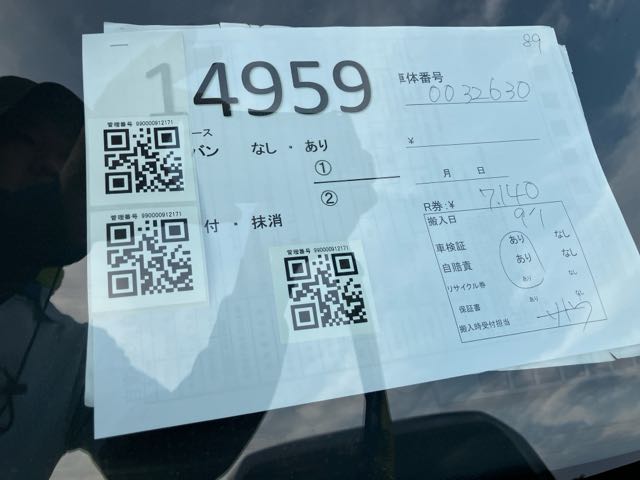 89
14959
車体番号
0032630
管理番号 990000912171
ース
バン なし・あり
¥
①
②
月 日
R券:¥ 7,140
管理番号 990000912171
付・抹消
管理番号 990000912171
搬入日 9/1
車検証 あり なし
自賠責 あり なし
リサイクル券 あり なし
保証書 あり なし
搬入時受付担当